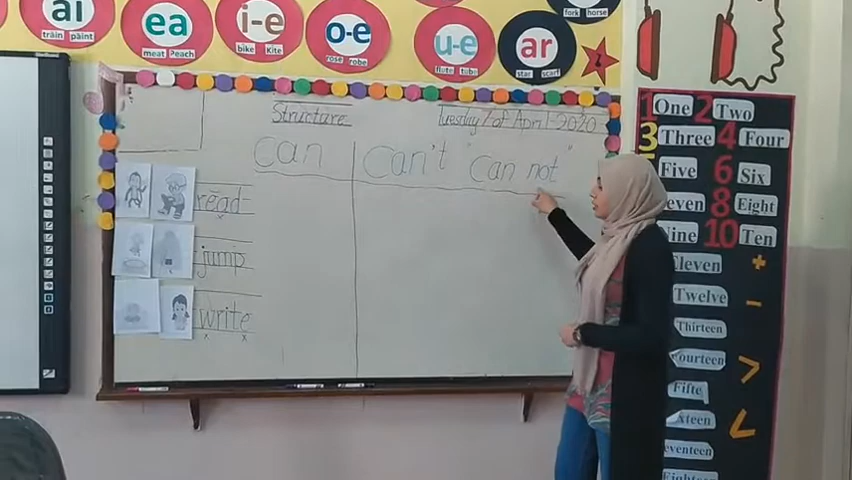 ai
train paint
ea
meat Peach
i-e
bike Kite
o-e
rose robe
u-e
flute tube
ar
star scarf
fork horse
Structure
Tuesday 7 of April-2020
can
Can't "Can not"
read
jump
write
One 2 Two
3 Three 4 Four
Five 6 Six
8 Eight
Nine 10 Ten
Eleven
Twelve
Thirteen
Fourteen
+
-
>
<